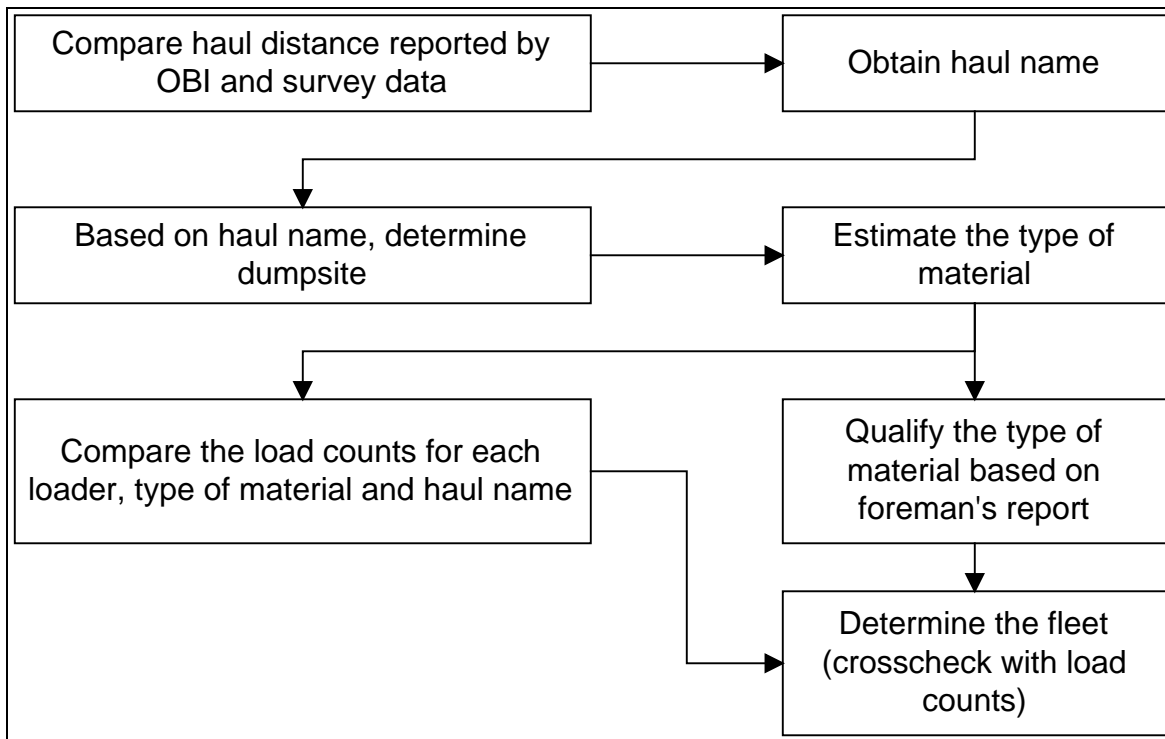 Compare haul distance reported by
OBI and survey data
Obtain haul name
Based on haul name, determine
dumpsite
Estimate the type of
material
Compare the load counts for each
loader, type of material and haul name
Qualify the type of
material based on
foreman's report
Determine the fleet
(crosscheck with load
counts)